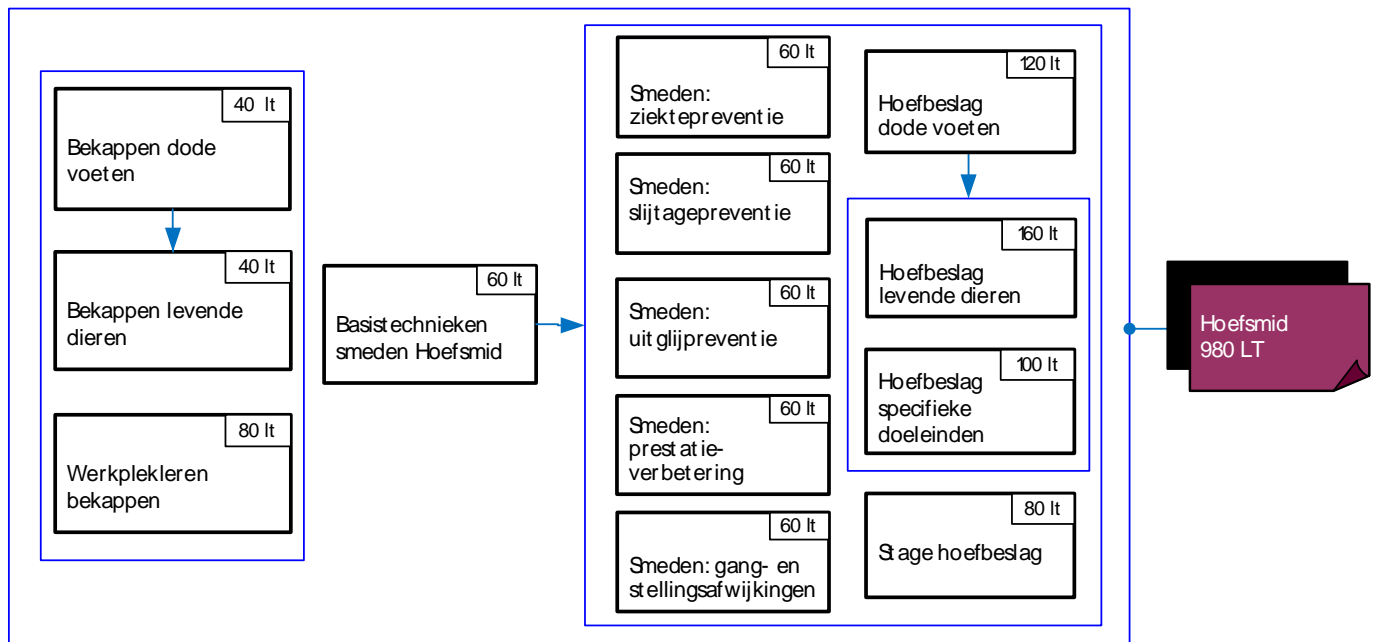 40 lt
Bekappen dode
voeten
40 lt
Bekappen levende
dieren
80 lt
Werkplekleren
bekappen
60 lt
Basistechnieken
smeden Hoefsmid
60 lt
Smeden:
ziektepreventie
60 lt
Smeden:
slijtagepreventie
60 lt
Smeden:
uitglijpreventie
60 lt
Smeden:
prestatie-
verbetering
60 lt
Smeden: gang- en
stellingsafwijkingen
120 lt
Hoefbeslag
dode voeten
160 lt
Hoefbeslag
levende dieren
100 lt
Hoefbeslag
specifieke
doeleinden
80 lt
Stage hoefbeslag
Hoefsmid
980 LT